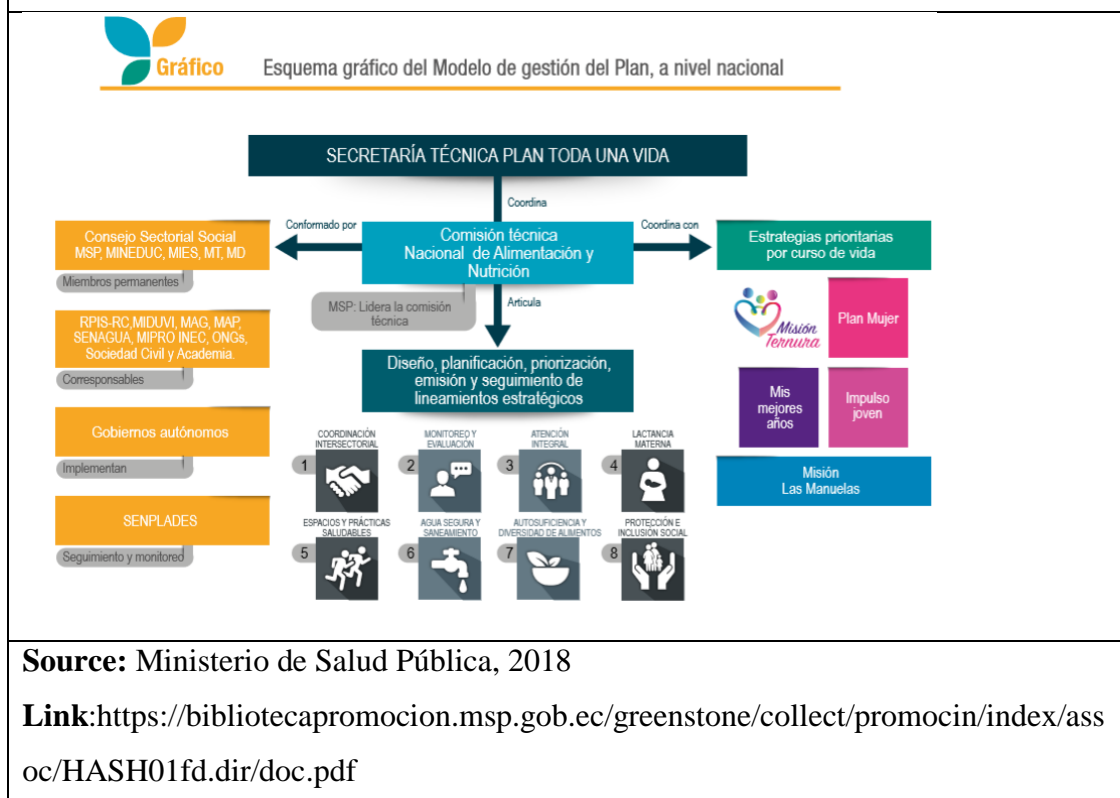 Gráfico
Esquema gráfico del Modelo de gestión del Plan, a nivel nacional
SECRETARÍA TÉCNICA PLAN TODA UNA VIDA
Coordina
Conformado por
Comisión técnica
Nacional de Alimentación y
Nutrición
Coordina con
MSP: Lidera la comisión
técnica
Articula
Consejo Sectorial Social
MSP, MINEDUC, MIES, MT, MD
Miembros permanentes
RPIS-RC,MIDUVI, MAG, MAP,
SENAGUA, MIPRO INEC, ONGs,
Sociedad Civil y Academia.
Corresponsables
Gobiernos autónomos
Implementan
SENPLADES
Seguimiento y monitored
Diseño, planificación, priorización,
emisión y seguimiento de
lineamientos estratégicos
COORDINACIÓN
INTERSECTORIAL
1
MONITOREO Y
EVALUACIÓN
2
ATENCIÓN
INTEGRAL
3
LACTANCIA
MATERNA
4
ESPACIOS Y PRÁCTICAS
SALUDABLES
5
AGUA SEGURA Y
SANEAMIENTO
6
AUTOSUFICIENCIA Y
DIVERSIDAD DE ALIMENTOS
7
PROTECCIÓN E
INCLUSIÓN SOCIAL
8
Estrategias prioritarias
por curso de vida
Misión
Ternura
Plan Mujer
Mis
mejores
años
Impulso
joven
Misión
Las Manuelas
Source: Ministerio de Salud Pública, 2018
Link:https://bibliotecapromocion.msp.gob.ec/greenstone/collect/promocin/index/ass
oc/HASH01fd.dir/doc.pdf